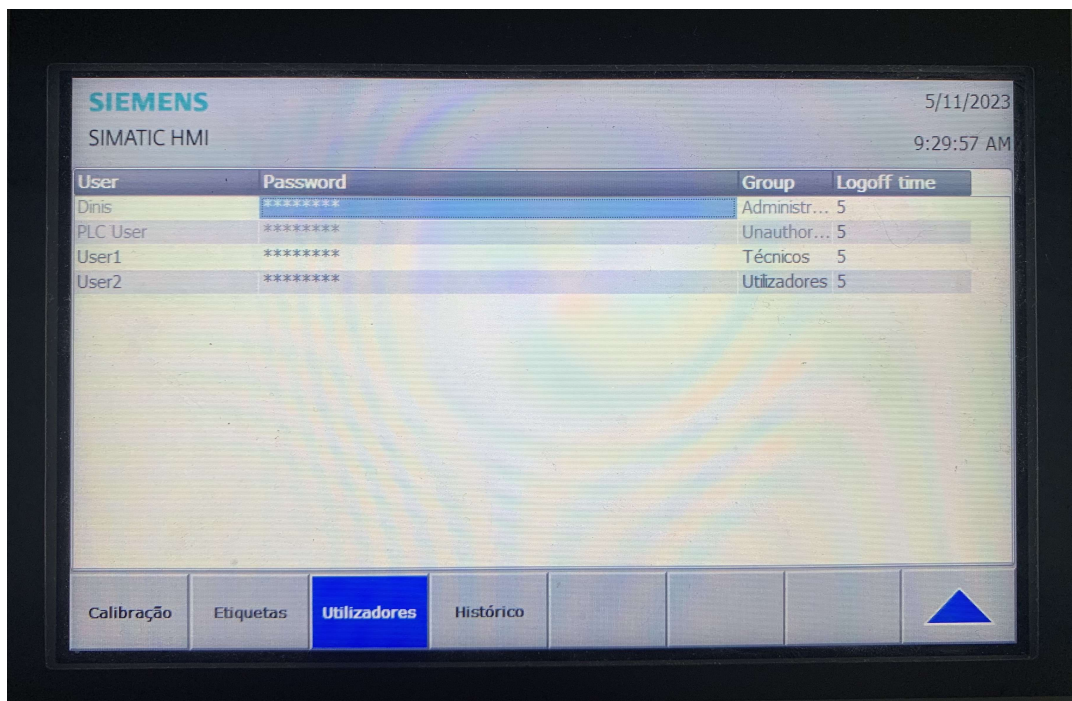 SIEMENS 5/11/2023
SIMATIC HMI 9:29:57 AM
User Password Group Logoff time
Dinis ******** Administr... 5
PLC User ******** Unauthor... 5
User1 ******** Técnicos 5
User2 ******** Utilizadores 5
Calibração Etiquetas Utilizadores Histórico